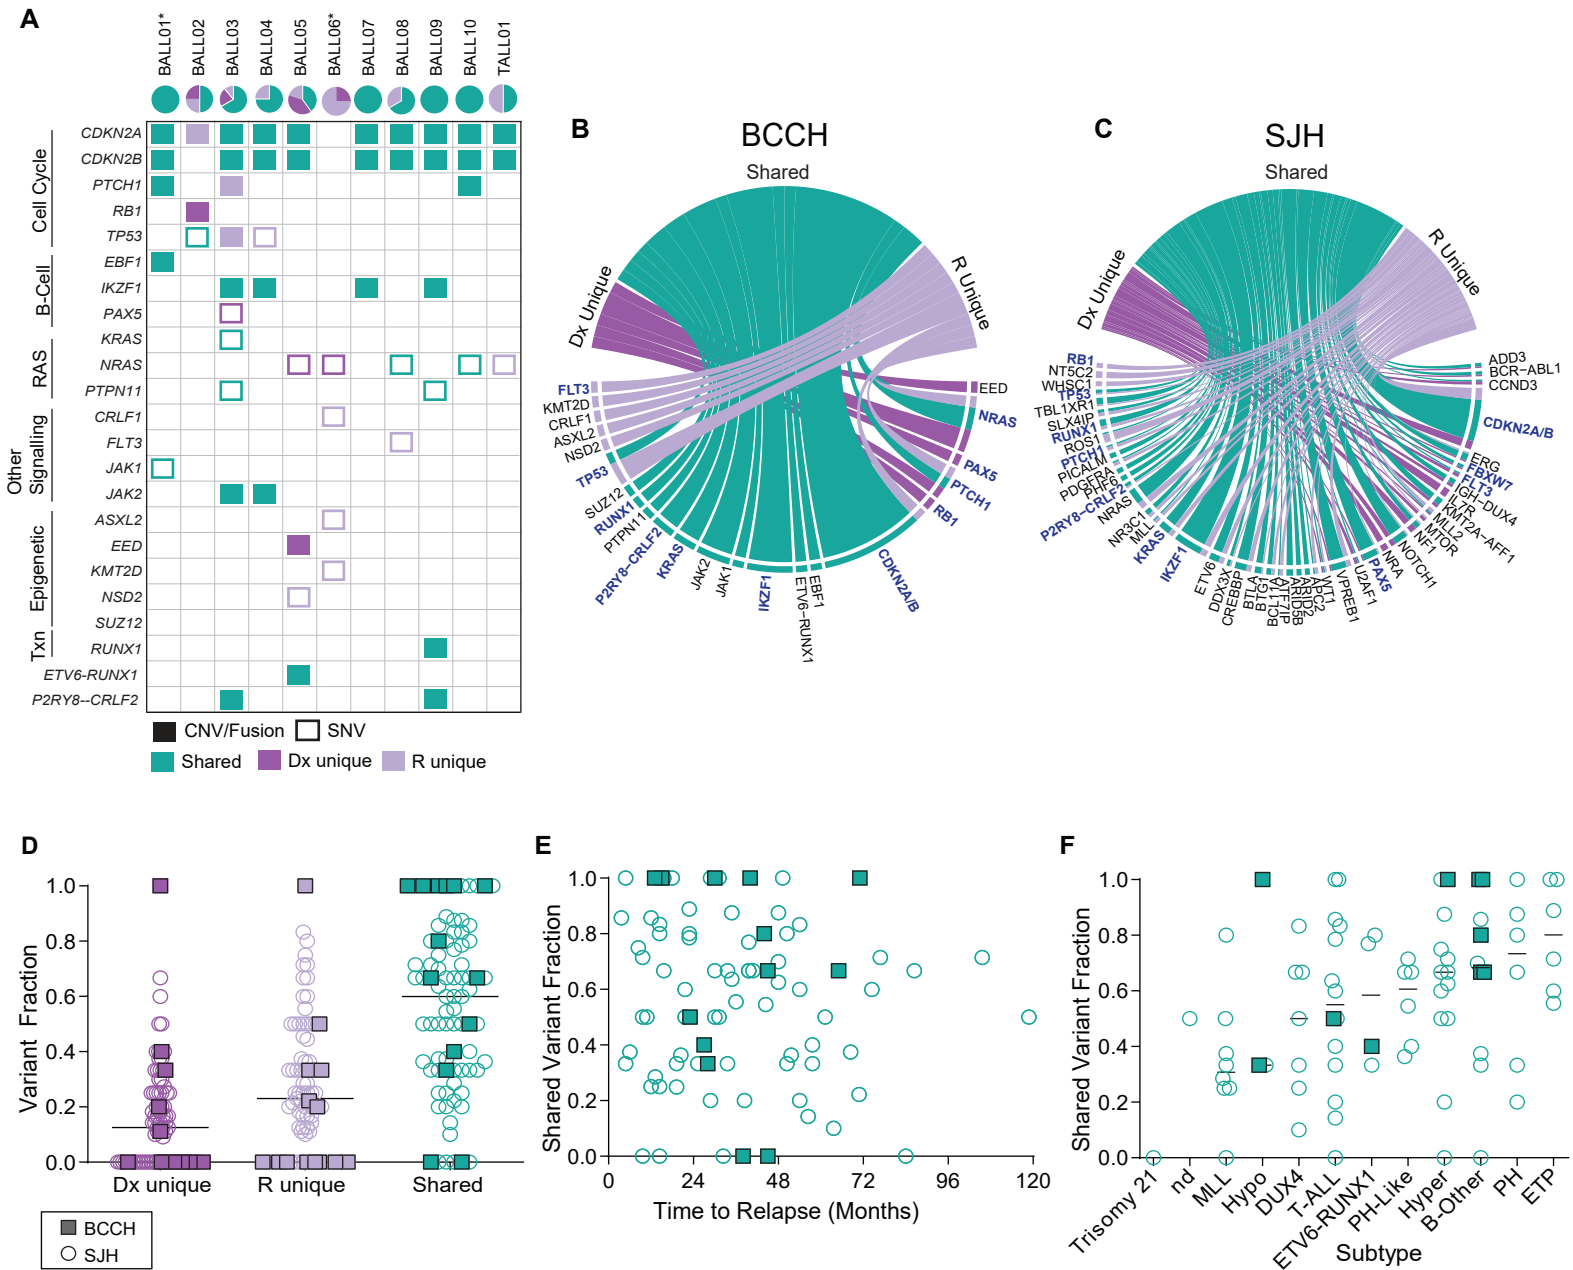 A
BALL01*
BALL02
BALL03
BALL04
BALL05
BALL06*
BALL07
BALL08
BALL09
BALL10
TALL01
Cell Cycle
CDKN2A
CDKN2B
PTCH1
RB1
TP53
B-Cell
EBF1
IKZF1
PAX5
RAS
KRAS
NRAS
PTPN11
Other
Signalling
CRLF1
FLT3
JAK1
JAK2
Epigenetic
ASXL2
EED
KMT2D
NSD2
SUZ12
Txn
RUNX1
ETV6-RUNX1
P2RY8--CRLF2
CNV/Fusion
SNV
Shared
Dx unique
R unique
B
BCCH
Shared
Dx Unique
R Unique
FLT3
KMT2D
CRLF1
ASXL2
NSD2
TP53
SUZ12
RUNX1
PTPN11
P2RY8−CRLF2
KRAS
JAK2
JAK1
IKZF1
ETV6−RUNX1
EBF1
CDKN2A/B
RB1
PTCH1
PAX5
NRAS
EED
C
SJH
Shared
Dx Unique
R Unique
RB1
NT5C2
WHSC1
TP53
TBL1XR1
SLX4IP
RUNX1
ROS1
PTCH1
PICALM
PDGFRA
PHF6
P2RY8−CRLF2
NRAS
NR3C1
MLL
KRAS
IKZF1
ETV6
DDX3X
CREBBP
BTLA
BTG1
BCL11A
ATF7IP
ARID5B
ARID2
APC2
WT1
VPREB1
U2AF1
PAX5
NRA
NOTCH1
NF1
MTOR
MLL2
KMT2A−AFF1
IL7R
IGH−DUX4
FLT3
FBXW7
ERG
CDKN2A/B
CCND3
BCR−ABL1
ADD3
D
Variant Fraction
1.0
0.8
0.6
0.4
0.2
0.0
Dx unique
R unique
Shared
BCCH
SJH
E
Shared Variant Fraction
1.0
0.8
0.6
0.4
0.2
0.0
0
24
48
72
96
120
Time to Relapse (Months)
F
Shared Variant Fraction
1.0
0.8
0.6
0.4
0.2
0.0
Trisomy 21
nd
MLL
Hypo
DUX4
T-ALL
ETV6-RUNX1
PH-Like
Hyper
B-Other
PH
ETP
Subtype